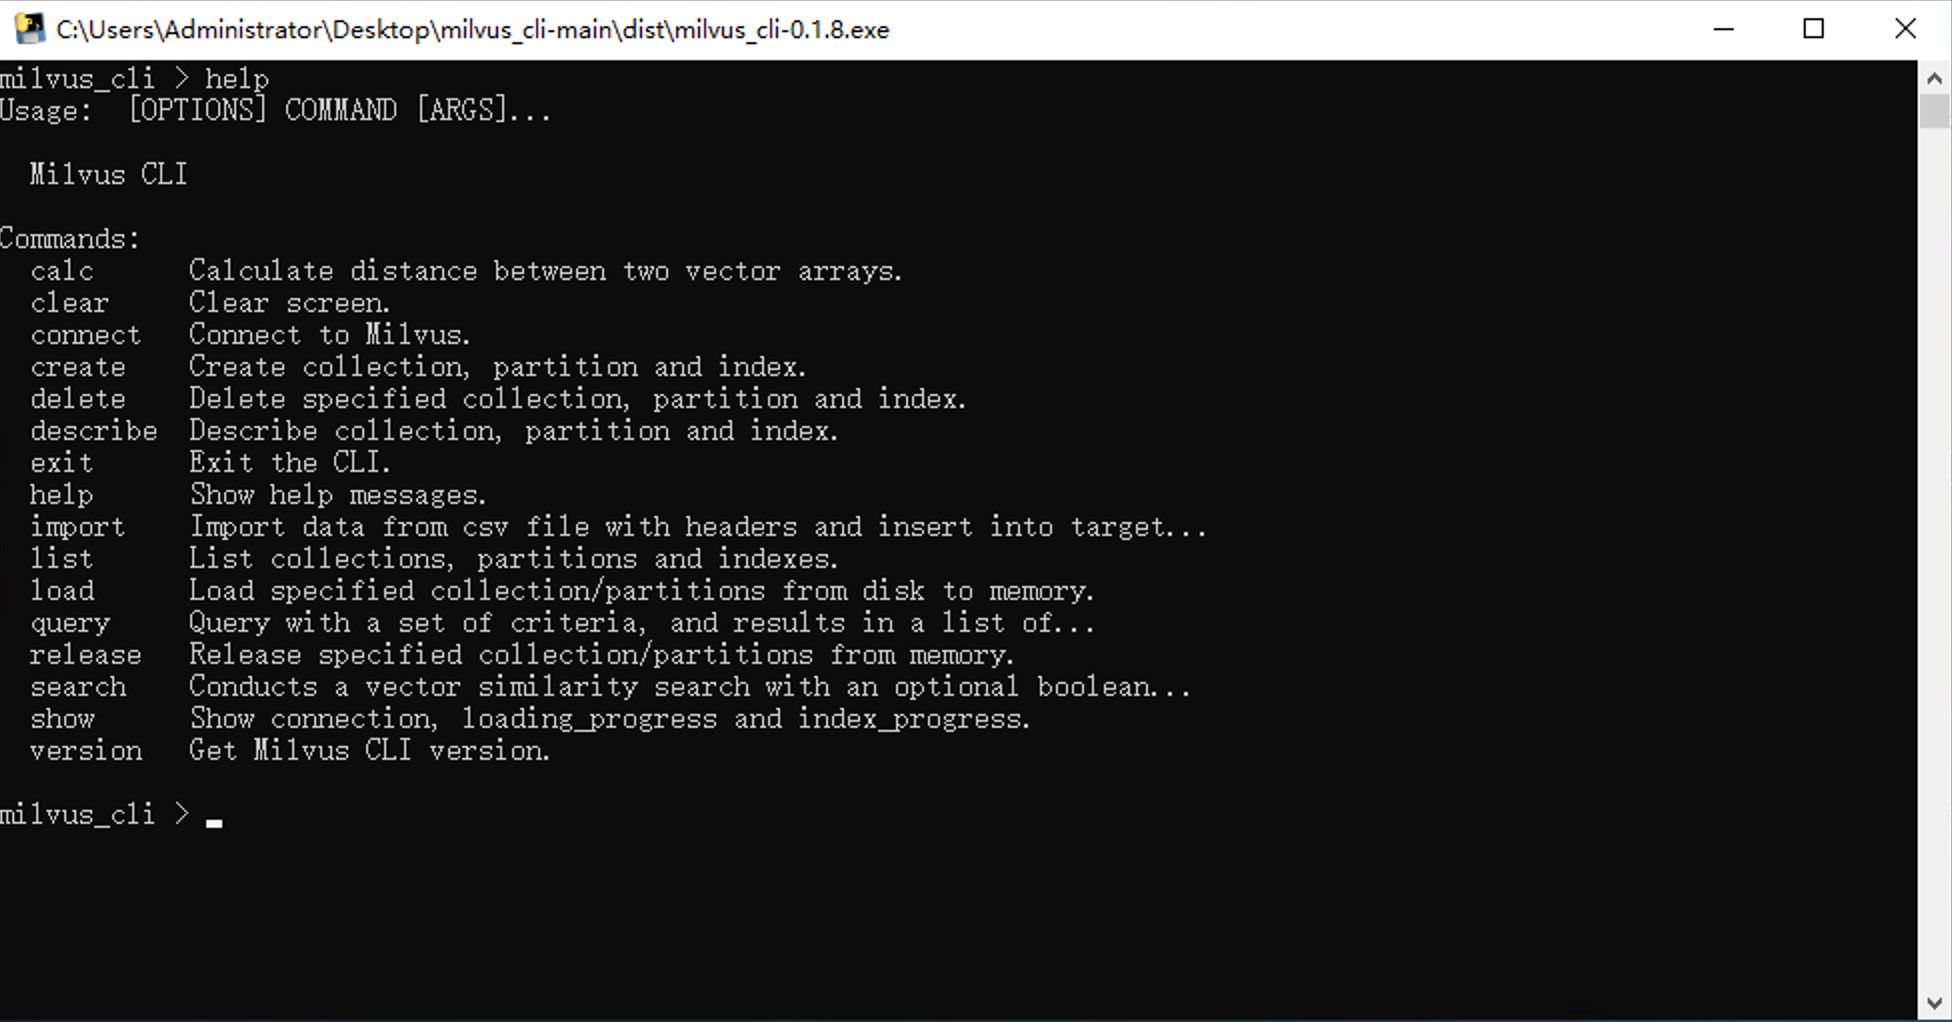 C:\Users\Administrator\Desktop\milvus_cli-main\dist\milvus_cli-0.1.8.exe
milvus_cli > help
Usage:  [OPTIONS] COMMAND [ARGS]...
Milvus CLI
Commands:
calc      Calculate distance between two vector arrays.
clear     Clear screen.
connect   Connect to Milvus.
create    Create collection, partition and index.
delete    Delete specified collection, partition and index.
describe  Describe collection, partition and index.
exit      Exit the CLI.
help      Show help messages.
import    Import data from csv file with headers and insert into target...
list      List collections, partitions and indexes.
load      Load specified collection/partitions from disk to memory.
query     Query with a set of criteria, and results in a list of...
release   Release specified collection/partitions from memory.
search    Conducts a vector similarity search with an optional boolean...
show      Show connection, loading_progress and index_progress.
version   Get Milvus CLI version.
milvus_cli >